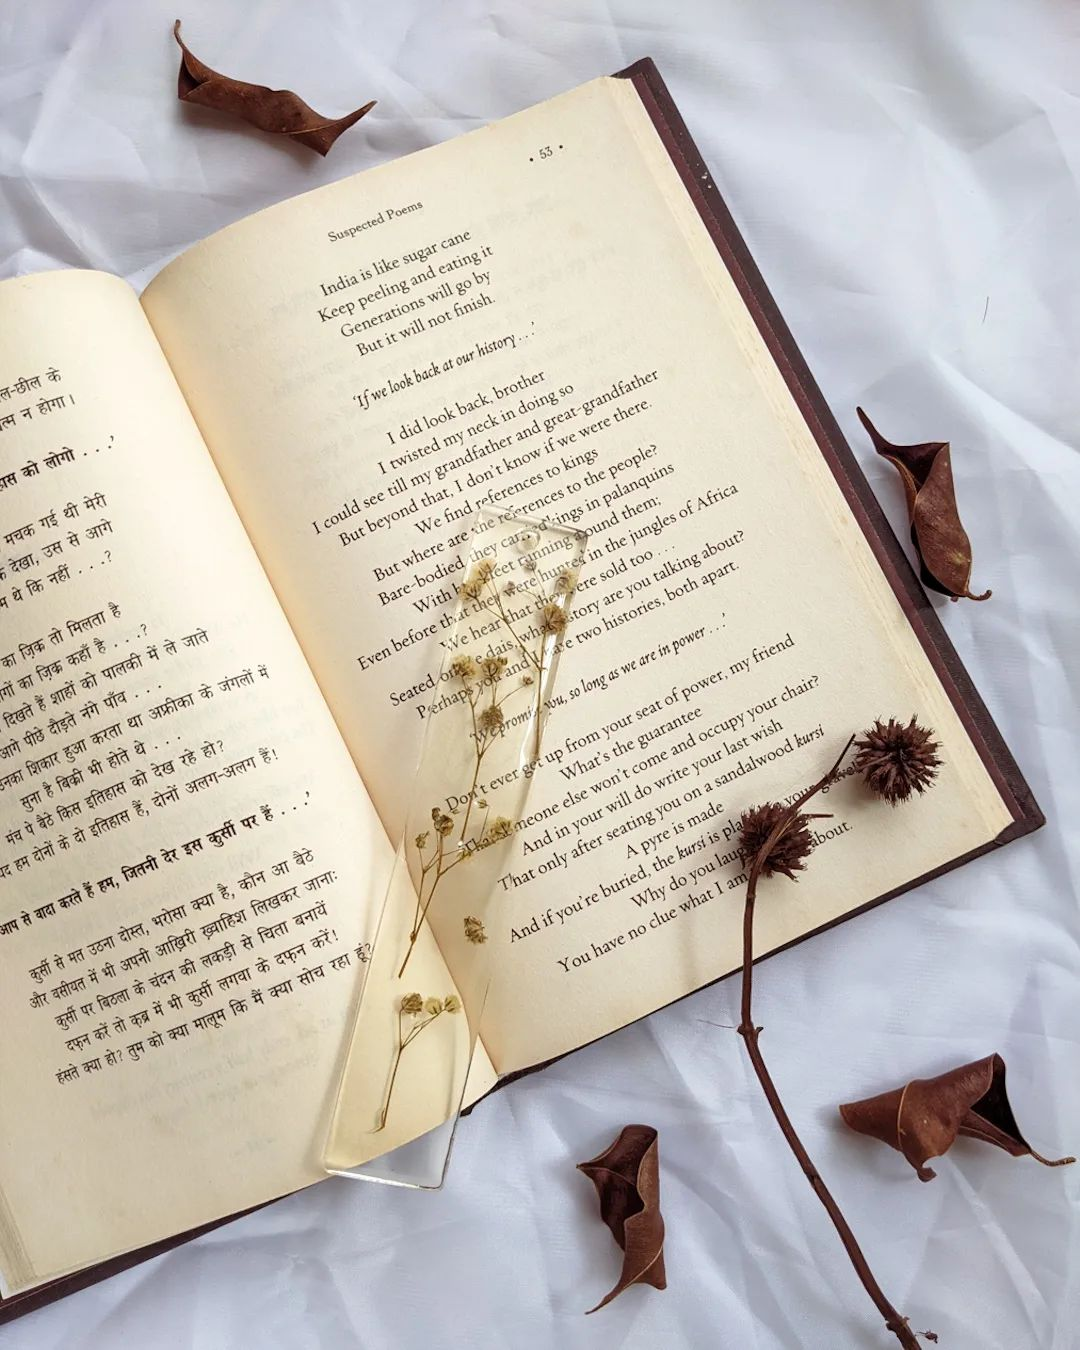 ल-छील के
त्म न होगा।
हास को लोगो . . .’
मचक गई थी मेरी
देखा, उस से आगे
थे कि नहीं . . .?
का ज़िक्र तो मिलता है
का ज़िक्र कहाँ है . . .?
दिखते हैं शाहों को पालकी में ले जाते
आगे पीछे दौड़ते नंगे पाँव . . .
उनका शिकार हुआ करता था अफ्रीका के जंगलों में
सुना है बिक्री भी होते थे . . .
मंच पे बैठे किस इतिहास को देख रहे हो?
हम दोनों के दो इतिहास हैं, दोनों अलग-अलग हैं!
आप से वादा करते हैं हम, जितनी देर इस कुर्सी पर हैं . . .’
कुर्सी से मत उठना दोस्त, भरोसा क्या है, कौन आ बैठे
और वसीयत में भी अपनी आख़िरी ख़्वाहिश लिखकर जाना:
कुर्सी पर बिठला के चंदन की लकड़ी से चिता बनायें
दफ़न करें तो क़ब्र में भी कुर्सी लगवा के दफ़न करें!
हंसते क्या हो? तुम को क्या मालूम कि मैं क्या सोच रहा हूं?
• 53 •
Suspected Poems
India is like sugar cane
Keep peeling and eating it
Generations will go by
But it will not finish.
‘If we look back at our history . . .’
I did look back, brother
I twisted my neck in doing so
I could see till my grandfather and great-grandfather
But beyond that, I don’t know if we were there.
We find references to kings
But where are the references to the people?
Bare-bodied, they carried kings in palanquins
With feet running around them;
Even before that they were hunted in the jungles of Africa
We hear that they were sold too . . .
Seated on the dais, what history are you talking about?
Perhaps you and I have two histories, both apart.
‘We promise you, so long as we are in power . . .’
Don’t ever get up from your seat of power, my friend
What’s the guarantee
That someone else won’t come and occupy your chair?
And in your will do write your last wish
That only after seating you on a sandalwood kursi
A pyre is made
And if you’re buried, the kursi is your grave!
Why do you laugh
You have no clue what I am about.